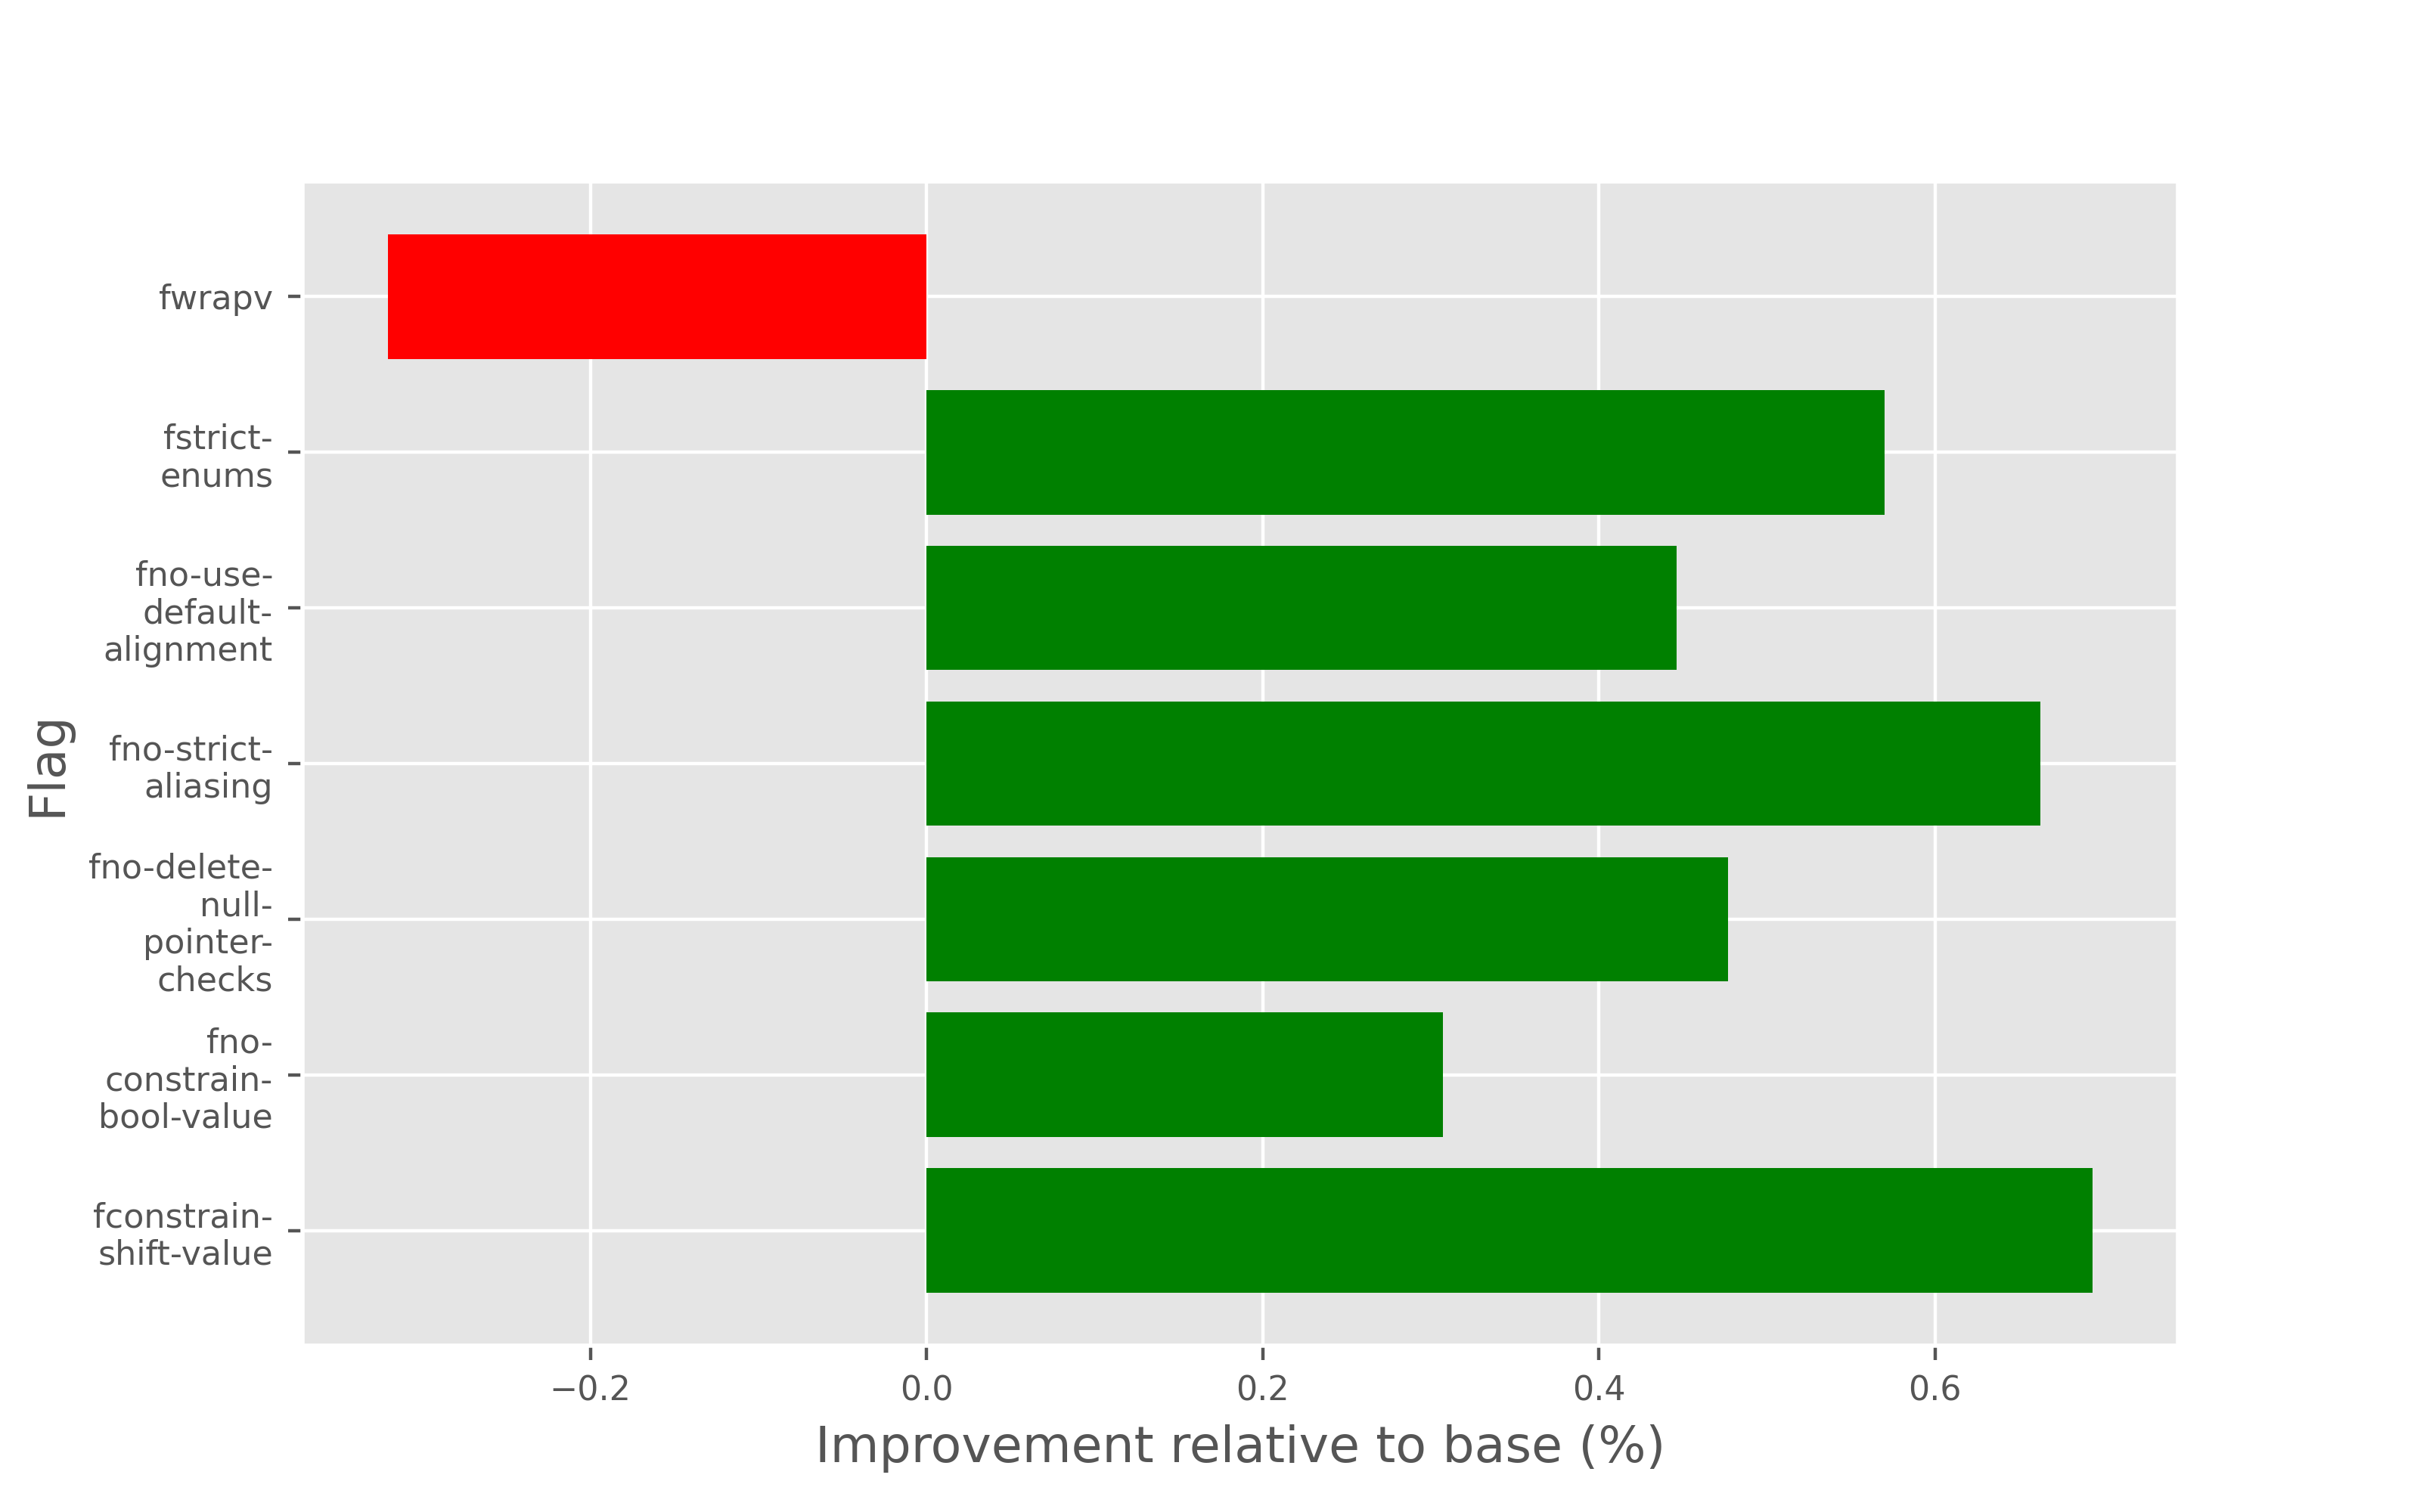 fwrapv
fstrict-
enums
fno-use-
default-
alignment
fno-strict-
aliasing
fno-delete-
null-
pointer-
checks
fno-
constrain-
bool-value
fconstrain-
shift-value
Flag
−0.2
0.0
0.2
0.4
0.6
Improvement relative to base (%)